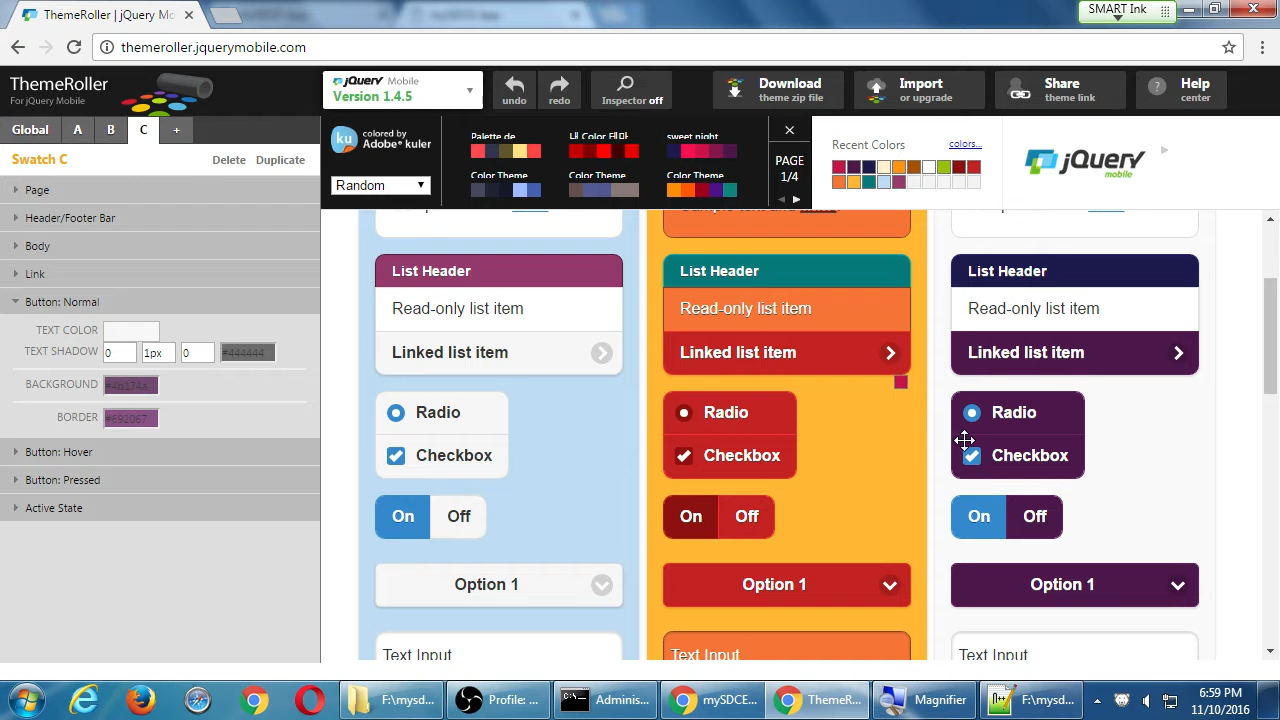 SMART Ink
ThemeRoller | jQuery Mo
themeroller.jquerymobile.com
ThemeRoller
For jQuery Mobile
jQuery Mobile
Version 1.4.5
undo
redo
Inspector off
Download
theme zip file
Import
or upgrade
Share
theme link
Help
center
Global
A
B
C
+
colored by
Adobe® kuler
ku
Random
Palette de
sweet night
Color Theme
Color Theme
Color Theme
PAGE
1/4
Recent Colors
colors...
jQuery
mobile
Swatch C
Delete
Duplicate
Page
Header/Footer Bar
Body
Link
Button: Normal
TEXT COLOR
TEXT SHADOW
0
1px
0
#444444
BACKGROUND
#4b174a
BORDER
#692067
Button: Hover
Button: Pressed
Active State
List Header
Read-only list item
Linked list item
Radio
Checkbox
On
Off
Option 1
Text Input
List Header
Read-only list item
Linked list item
Radio
Checkbox
On
Off
Option 1
Text Input
List Header
Read-only list item
Linked list item
Radio
Checkbox
On
Off
Option 1
Text Input
F:\mysd...
Profile: ...
Adminis...
mySDCE...
ThemeR...
Magnifier
F:\mysd...
6:59 PM
11/10/2016